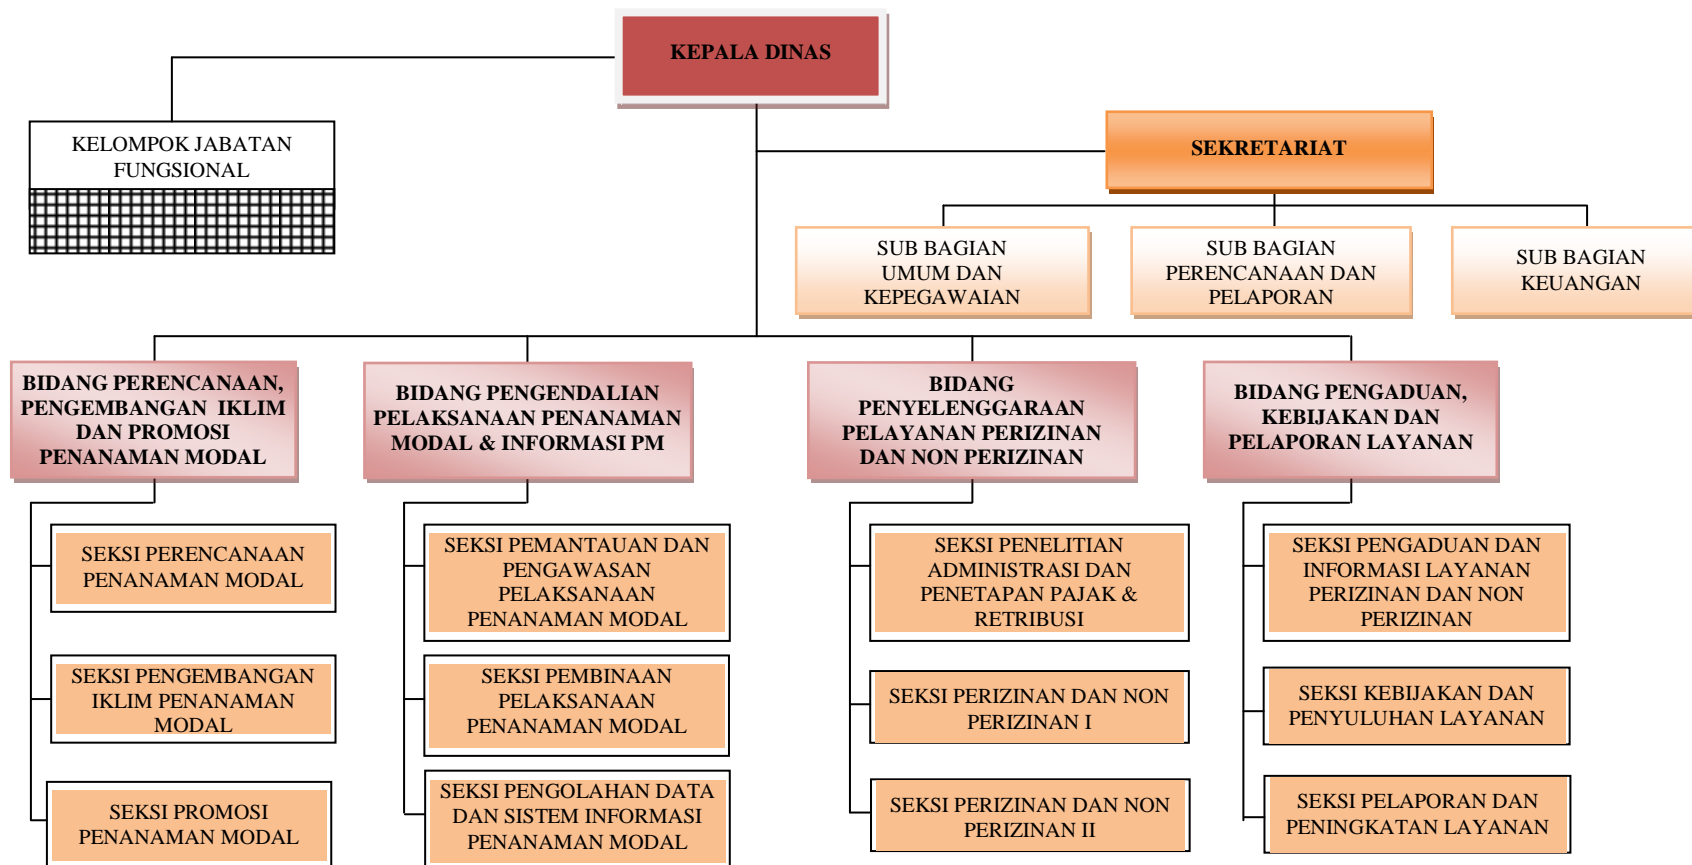 KEPALA DINAS
KELOMPOK JABATAN
FUNGSIONAL
SEKRETARIAT
SUB BAGIAN
UMUM DAN
KEPEGAWAIAN
SUB BAGIAN
PERENCANAAN DAN
PELAPORAN
SUB BAGIAN
KEUANGAN
BIDANG PERENCANAAN,
PENGEMBANGAN IKLIM
DAN PROMOSI
PENANAMAN MODAL
BIDANG PENGENDALIAN
PELAKSANAAN PENANAMAN
MODAL & INFORMASI PM
BIDANG
PENYELENGGARAAN
PELAYANAN PERIZINAN
DAN NON PERIZINAN
BIDANG PENGADUAN,
KEBIJAKAN DAN
PELAPORAN LAYANAN
SEKSI PERENCANAAN
PENANAMAN MODAL
SEKSI PENGEMBANGAN
IKLIM PENANAMAN
MODAL
SEKSI PROMOSI
PENANAMAN MODAL
SEKSI PEMANTAUAN DAN
PENGAWASAN
PELAKSANAAN
PENANAMAN MODAL
SEKSI PEMBINAAN
PELAKSANAAN
PENANAMAN MODAL
SEKSI PENGOLAHAN DATA
DAN SISTEM INFORMASI
PENANAMAN MODAL
SEKSI PENELITIAN
ADMINISTRASI DAN
PENETAPAN PAJAK &
RETRIBUSI
SEKSI PERIZINAN DAN NON
PERIZINAN I
SEKSI PERIZINAN DAN NON
PERIZINAN II
SEKSI PENGADUAN DAN
INFORMASI LAYANAN
PERIZINAN DAN NON
PERIZINAN
SEKSI KEBIJAKAN DAN
PENYULUHAN LAYANAN
SEKSI PELAPORAN DAN
PENINGKATAN LAYANAN